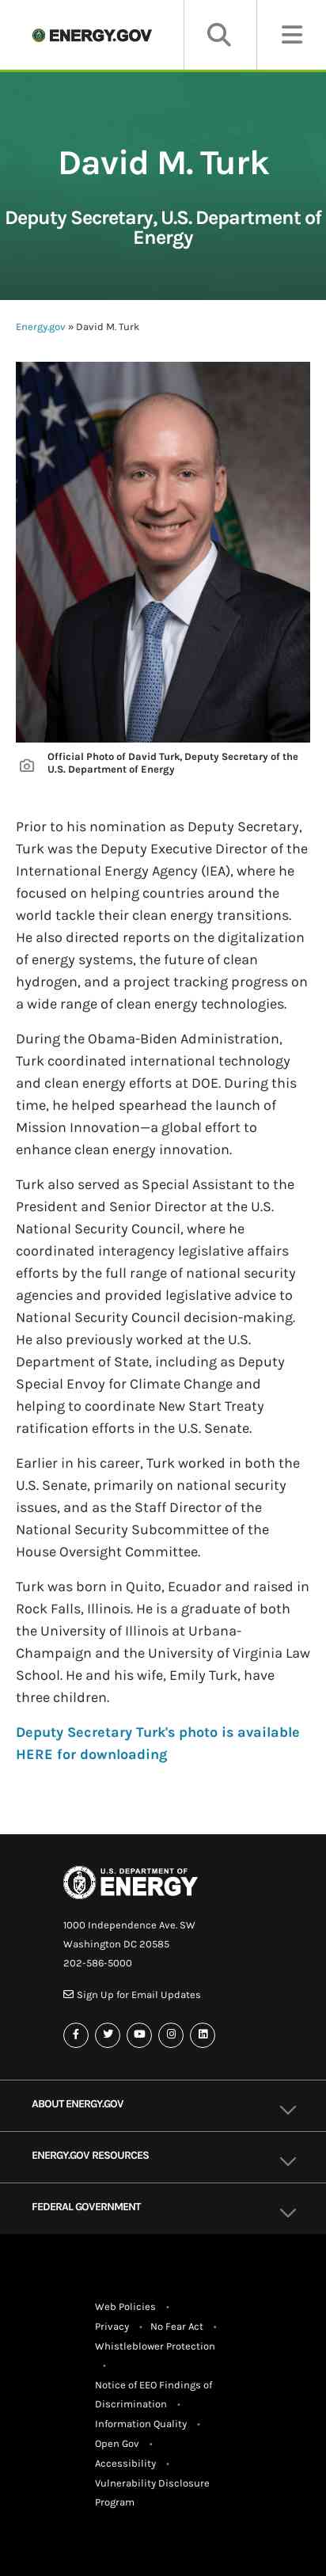 ENERGY.GOV
David M. Turk
Deputy Secretary, U.S. Department of
Energy
Energy.gov » David M. Turk
Official Photo of David Turk, Deputy Secretary of the
U.S. Department of Energy
Prior to his nomination as Deputy Secretary,
Turk was the Deputy Executive Director of the
International Energy Agency (IEA), where he
focused on helping countries around the
world tackle their clean energy transitions.
He also directed reports on the digitalization
of energy systems, the future of clean
hydrogen, and a project tracking progress on
a wide range of clean energy technologies.
During the Obama-Biden Administration,
Turk coordinated international technology
and clean energy efforts at DOE. During this
time, he helped spearhead the launch of
Mission Innovation—a global effort to
enhance clean energy innovation.
Turk also served as Special Assistant to the
President and Senior Director at the U.S.
National Security Council, where he
coordinated interagency legislative affairs
efforts by the full range of national security
agencies and provided legislative advice to
National Security Council decision-making.
He also previously worked at the U.S.
Department of State, including as Deputy
Special Envoy for Climate Change and
helping to coordinate New Start Treaty
ratification efforts in the U.S. Senate.
Earlier in his career, Turk worked in both the
U.S. Senate, primarily on national security
issues, and as the Staff Director of the
National Security Subcommittee of the
House Oversight Committee.
Turk was born in Quito, Ecuador and raised in
Rock Falls, Illinois. He is a graduate of both
the University of Illinois at Urbana-
Champaign and the University of Virginia Law
School. He and his wife, Emily Turk, have
three children.
Deputy Secretary Turk's photo is available
HERE for downloading
U.S. DEPARTMENT OF
ENERGY
1000 Independence Ave. SW
Washington DC 20585
202-586-5000
Sign Up for Email Updates
ABOUT ENERGY.GOV
ENERGY.GOV RESOURCES
FEDERAL GOVERNMENT
Web Policies •
Privacy • No Fear Act •
Whistleblower Protection
•
Notice of EEO Findings of
Discrimination •
Information Quality •
Open Gov •
Accessibility •
Vulnerability Disclosure
Program